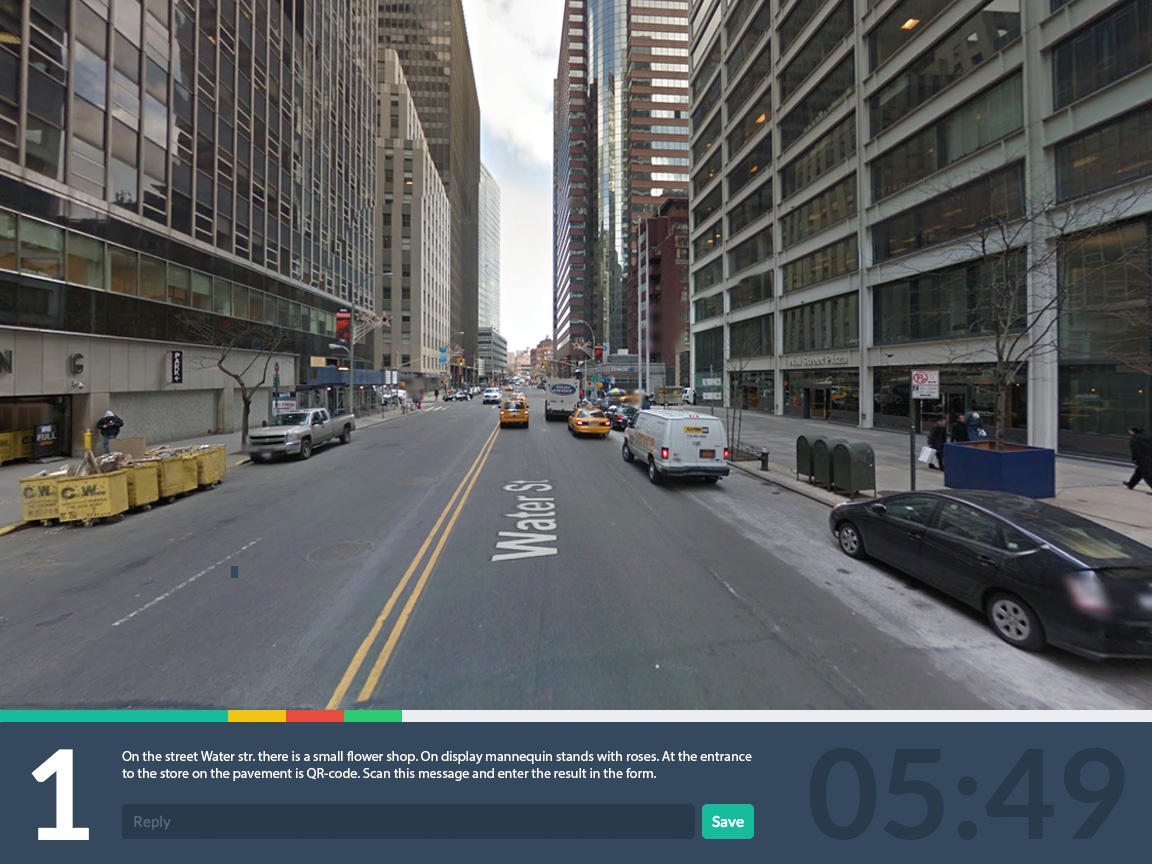 N G
PARK
FULL
C&W
C&W
Water St
Wall Street Plaza
1
On the street Water str. there is a small flower shop. On display mannequin stands with roses. At the entrance
to the store on the pavement is QR-code. Scan this message and enter the result in the form.
05:49
Reply
Save